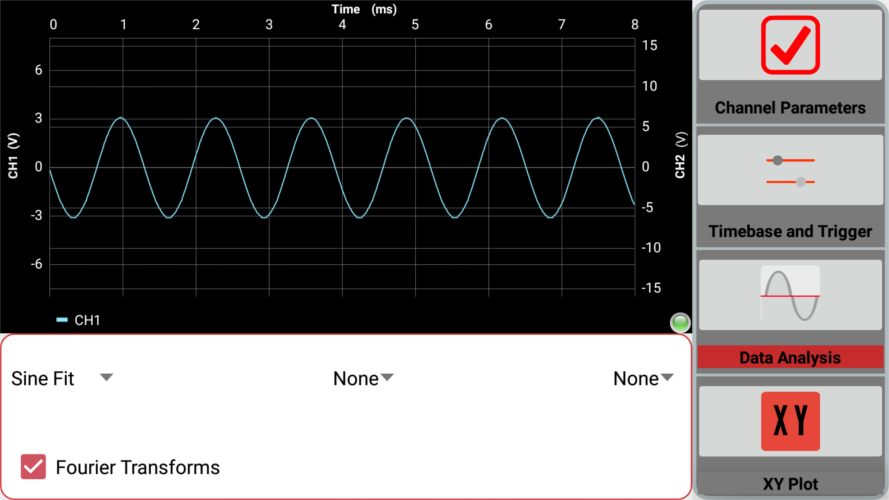 Time (ms)
0 1 2 3 4 5 6 7 8
6
3
0
-3
-6
CH1 (V)
15
10
5
0
-5
-10
-15
CH2 (V)
CH1
Sine Fit
None
None
Fourier Transforms
Channel Parameters
Timebase and Trigger
Data Analysis
XY
XY Plot